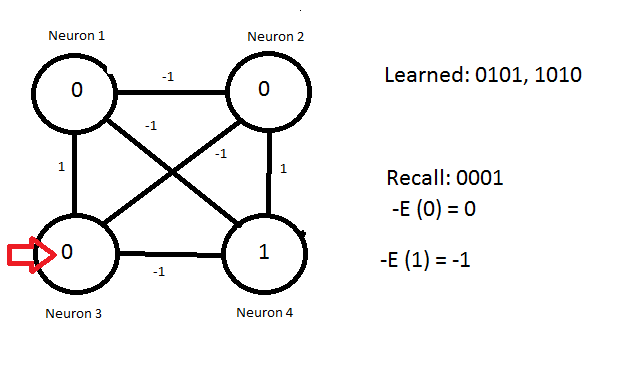 Neuron 1
Neuron 2
0
-1
0
Learned: 0101, 1010
-1
-1
1
1
Recall: 0001
-E (0) = 0
0
-1
1
-E (1) = -1
Neuron 3
Neuron 4